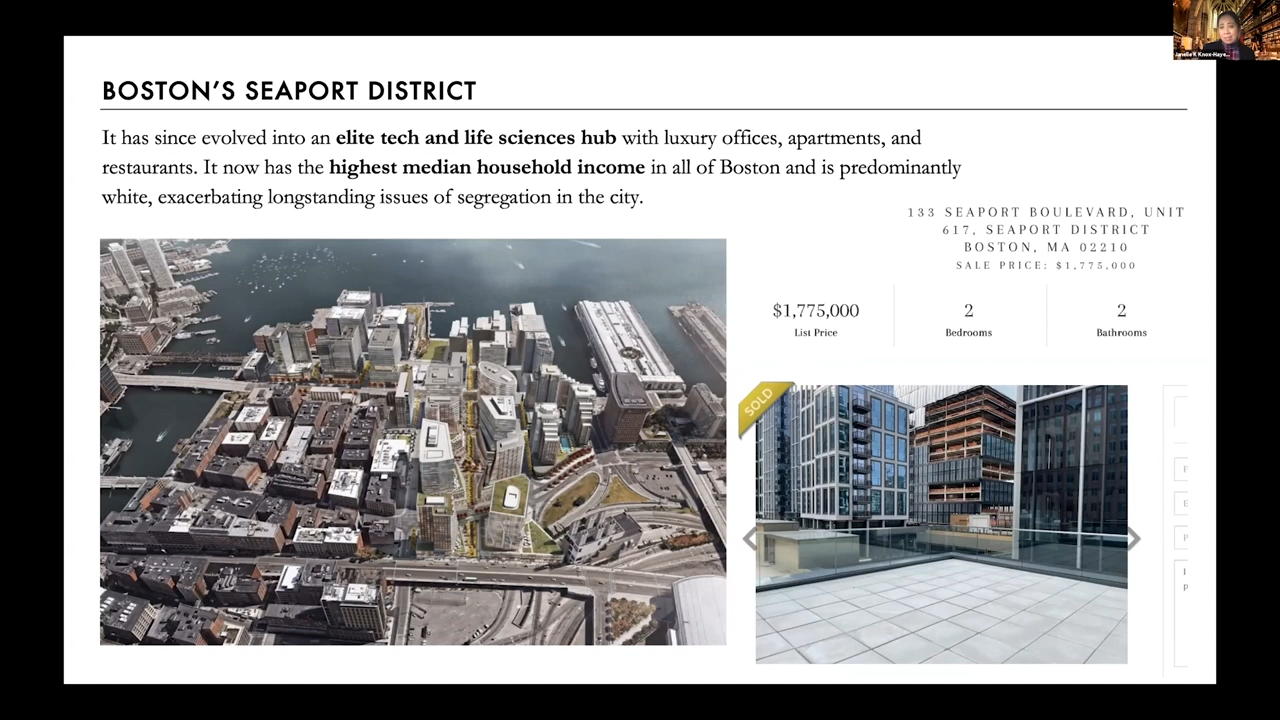 Janelle K Knox-Haye...
BOSTON'S SEAPORT DISTRICT
It has since evolved into an elite tech and life sciences hub with luxury offices, apartments, and
restaurants. It now has the highest median household income in all of Boston and is predominantly
white, exacerbating longstanding issues of segregation in the city.
133 SEAPORT BOULEVARD, UNIT
617, SEAPORT DISTRICT
BOSTON, MA 02210
SALE PRICE: $1,775,000
$1,775,000
List Price
2
Bedrooms
2
Bathrooms
SOLD